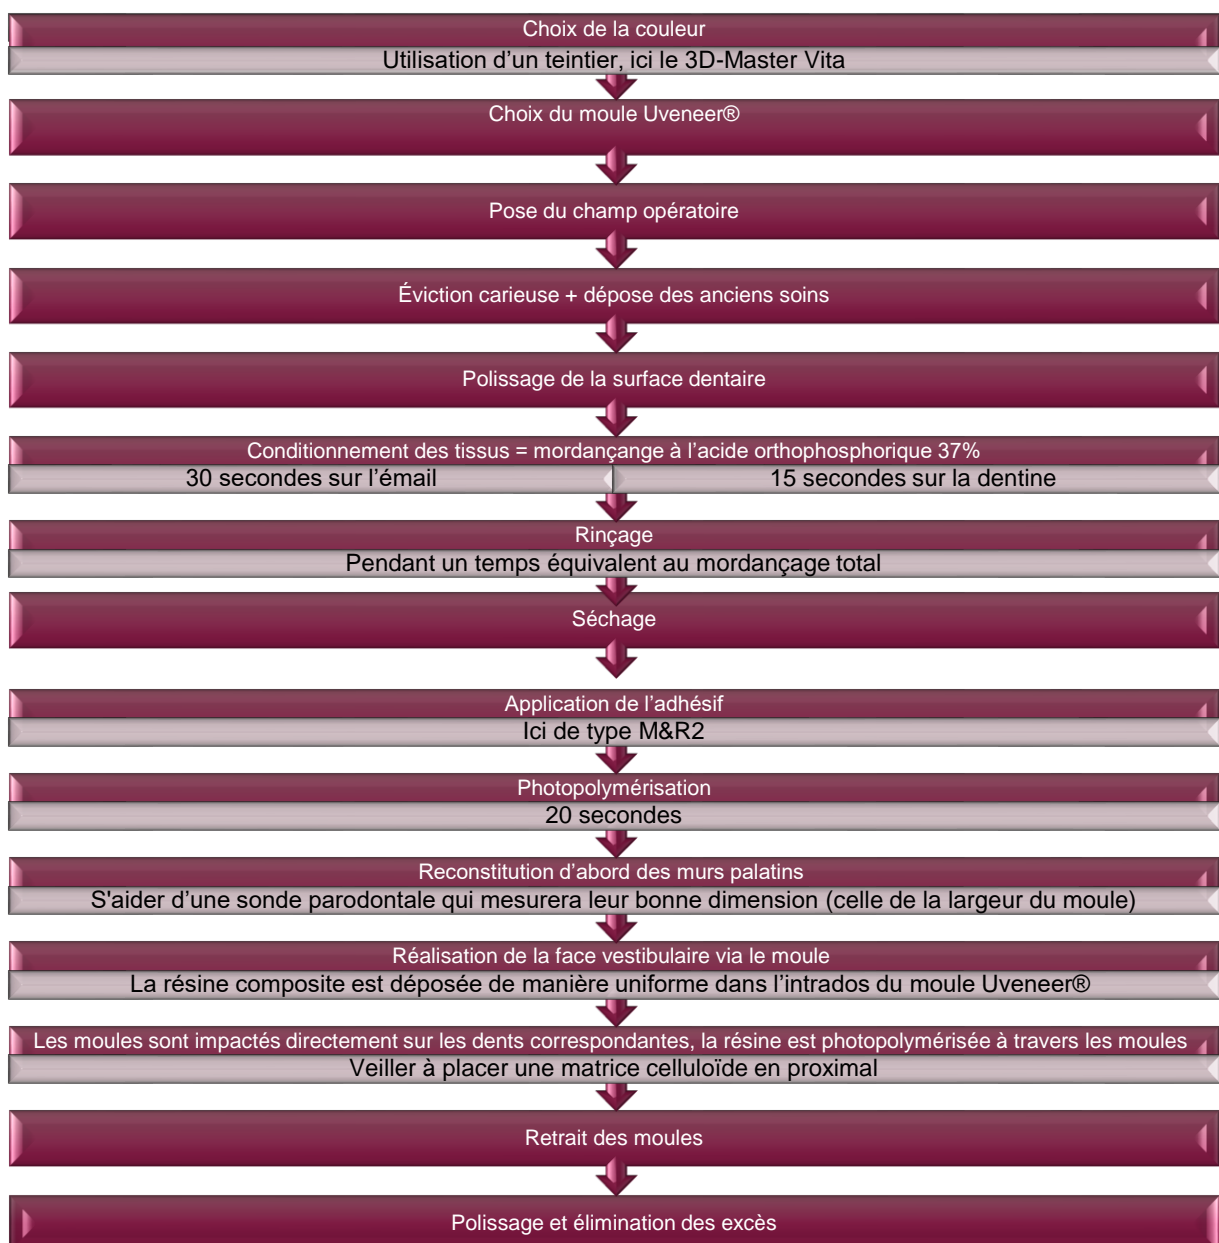 Choix de la couleur
Utilisation d’un teintier, ici le 3D-Master Vita
Choix du moule Uveneer®
Pose du champ opératoire
Éviction carieuse + dépose des anciens soins
Polissage de la surface dentaire
Conditionnement des tissus = mordançange à l’acide orthophosphorique 37%
30 secondes sur l’émail
15 secondes sur la dentine
Rinçage
Pendant un temps équivalent au mordançage total
Séchage
Application de l’adhésif
Ici de type M&R2
Photopolymérisation
20 secondes
Reconstitution d’abord des murs palatins
S'aider d’une sonde parodontale qui mesurera leur bonne dimension (celle de la largeur du moule)
Réalisation de la face vestibulaire via le moule
La résine composite est déposée de manière uniforme dans l’intrados du moule Uveneer®
Les moules sont impactés directement sur les dents correspondantes, la résine est photopolymérisée à travers les moules
Veiller à placer une matrice celluloïde en proximal
Retrait des moules
Polissage et élimination des excès